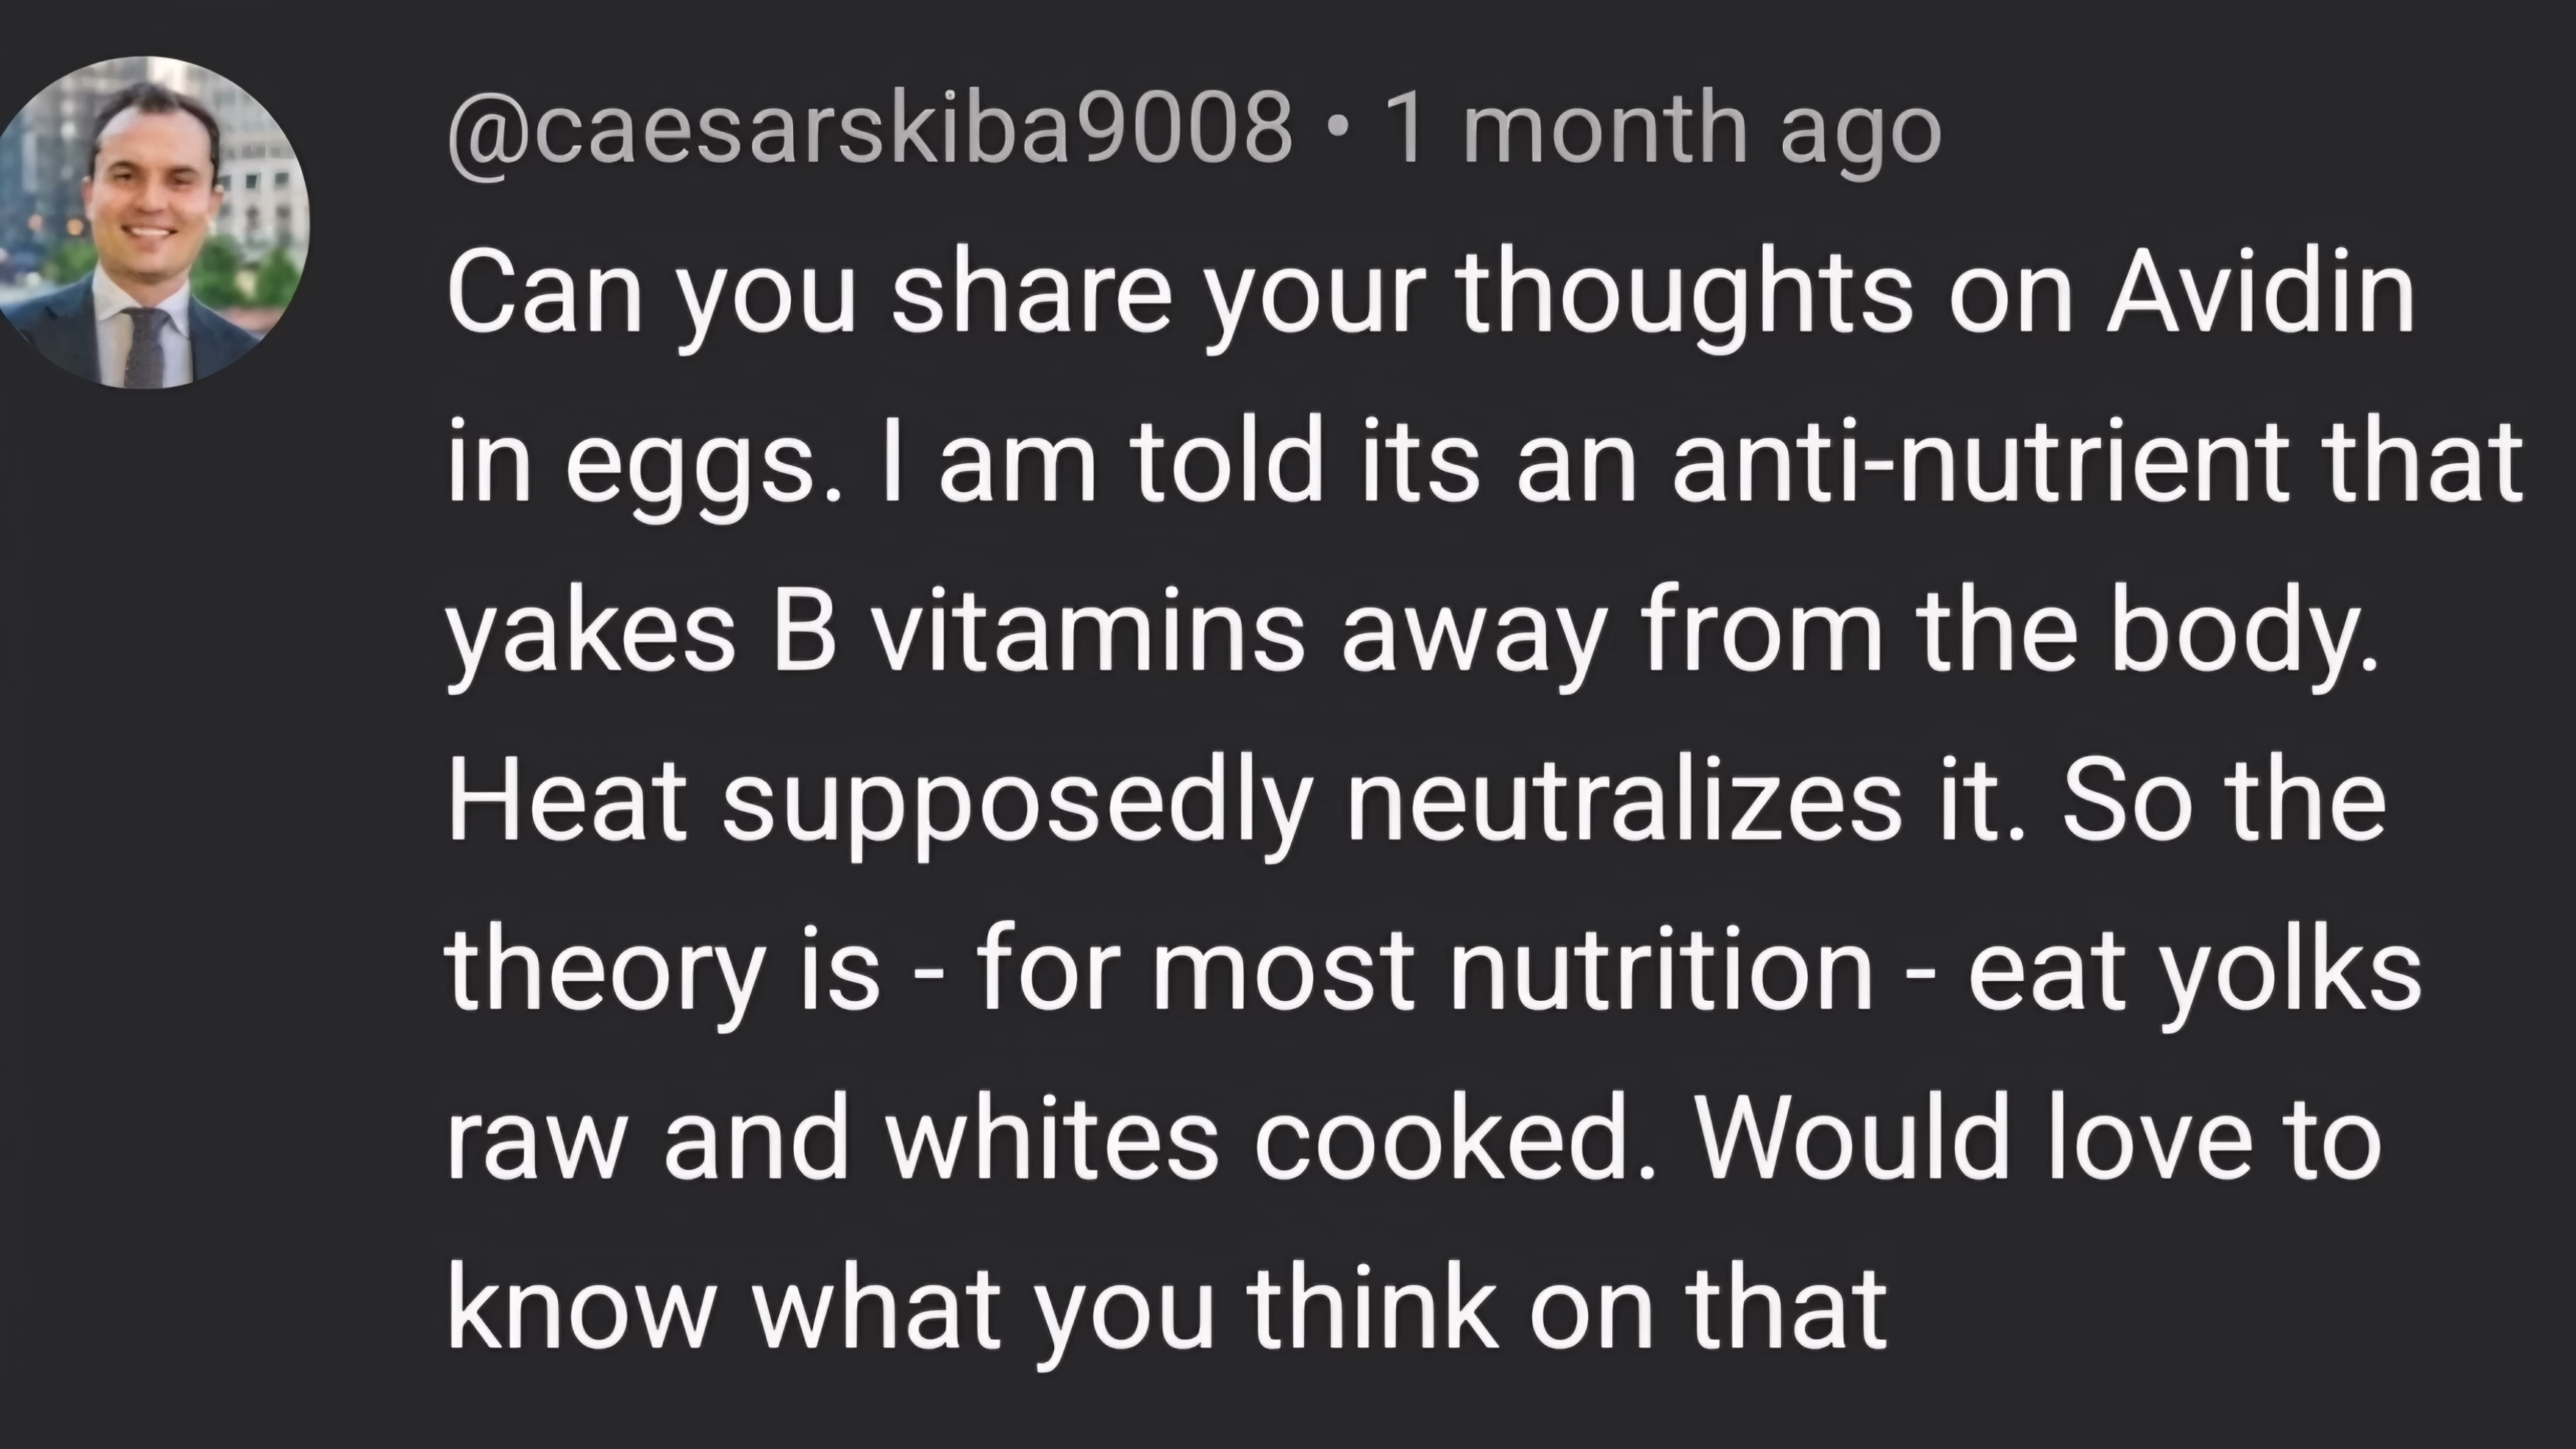 @caesarskiba9008 • 1 month ago
Can you share your thoughts on Avidin
in eggs. I am told its an anti-nutrient that
yakes B vitamins away from the body.
Heat supposedly neutralizes it. So the
theory is - for most nutrition - eat yolks
raw and whites cooked. Would love to
know what you think on that